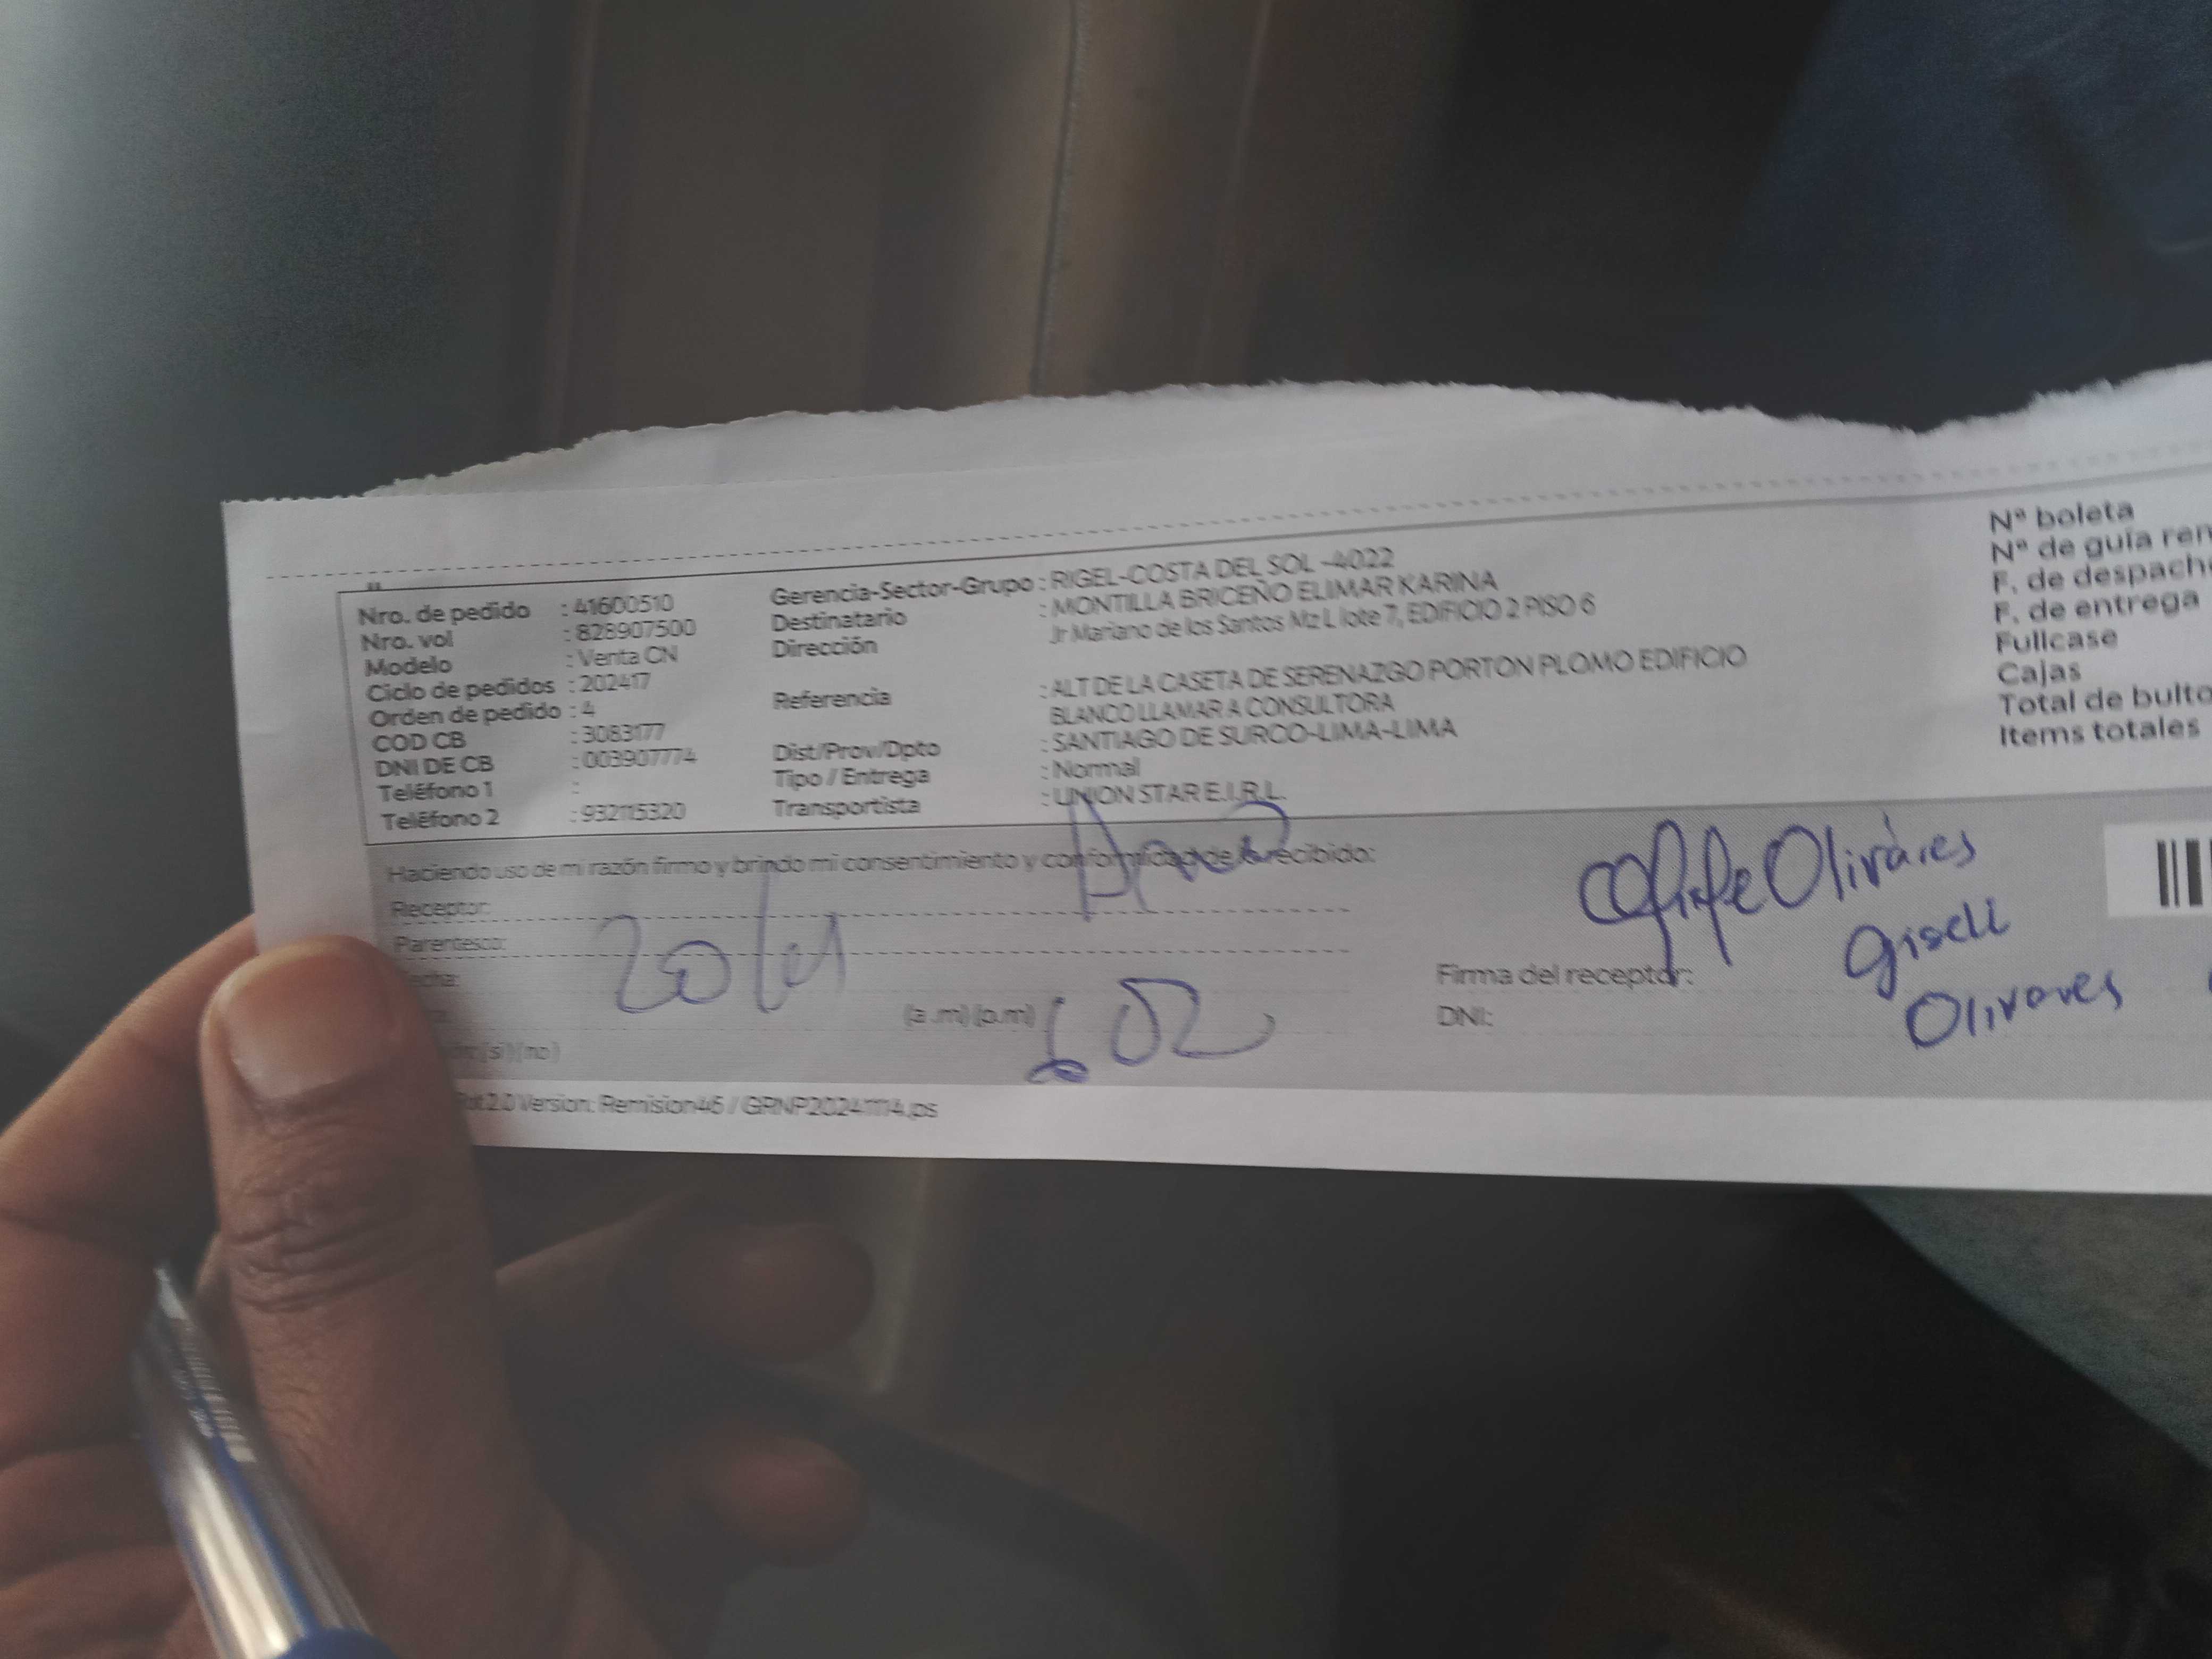 Nro. de pedido : 41600510
Nro. vol : 828907500
Modelo : Venta CN
Ciclo de pedidos : 202417
Orden de pedido : 4
COD CB : 3083177
DNI DE CB : 003907774
Teléfono 1 :
Teléfono 2 : 932115320
Gerencia-Sector-Grupo : RIGEL-COSTA DEL SOL -4022
Destinatario : MONTILLA BRICEÑO ELIMAR KARINA
Dirección Jr Mariano de los Santos Mz L lote 7, EDIFICIO 2 PISO 6
Referencia : ALT DE LA CASETA DE SERENAZGO PORTON PLOMO EDIFICIO
BLANCO LLAMAR A CONSULTORA
Dist/Prov/Dpto : SANTIAGO DE SURCO-LIMA-LIMA
Tipo / Entrega : Normal
Transportista : UNION STAR E.I.R.L.
N° boleta
N° de guía ren
F. de despach
F. de entrega
Fullcase
Cajas
Total de bulto
Items totales
Haciendo uso de mi razón firmo y brindo mi consentimiento y conformidad de lo recibido:
Receptor:
Parentesco:
echa:
(a .m) (p.m)
(si) (no)
Olivares
Giseli
Olivares
Firma del receptor:
DNI:
2.0 Version: Remision46 // GRNP20241114.ps